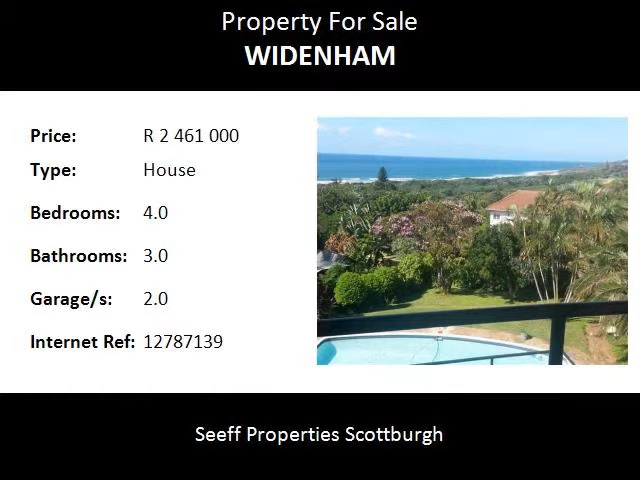 Property For Sale
WIDENHAM
Price: R 2 461 000
Type: House
Bedrooms: 4.0
Bathrooms: 3.0
Garage/s: 2.0
Internet Ref: 12787139
Seeff Properties Scottburgh